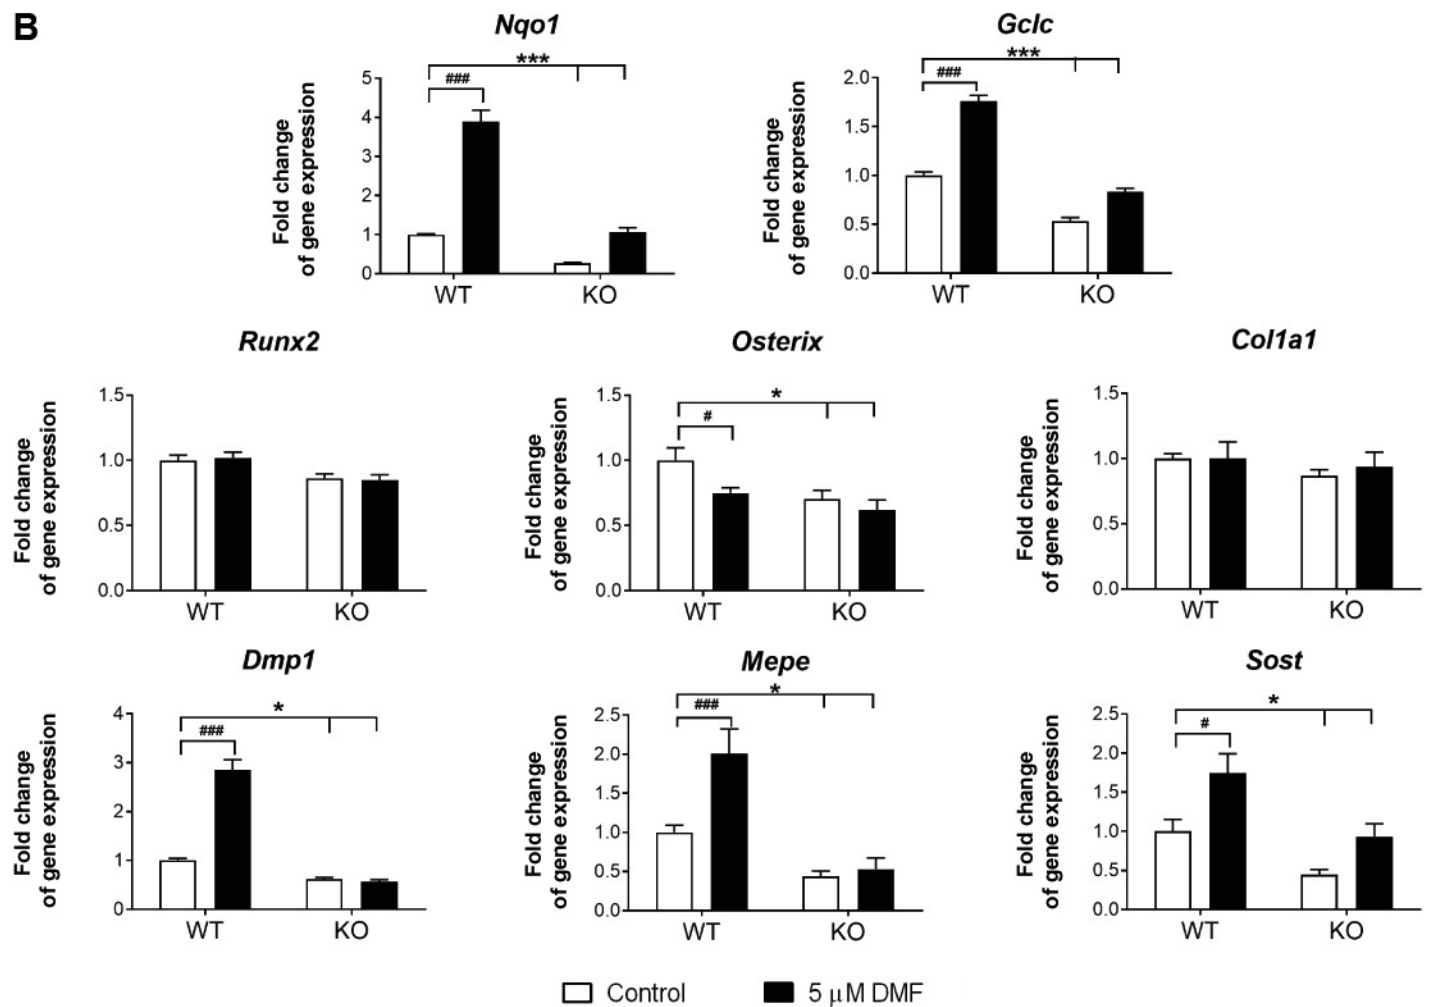 B
Nqo1
Fold change
of gene expression
5
4
3
2
1
0
***
###
WT KO
Gclc
Fold change
of gene expression
2.0
1.5
1.0
0.5
0.0
***
###
WT KO
Runx2
Fold change
of gene expression
1.5
1.0
0.5
0.0
WT KO
Osterix
Fold change
of gene expression
1.5
1.0
0.5
0.0
*
#
WT KO
Col1a1
Fold change
of gene expression
1.5
1.0
0.5
0.0
WT KO
Dmp1
Fold change
of gene expression
4
3
2
1
0
*
###
WT KO
Mepe
Fold change
of gene expression
2.5
2.0
1.5
1.0
0.5
0.0
*
###
WT KO
Sost
Fold change
of gene expression
2.5
2.0
1.5
1.0
0.5
0.0
*
#
WT KO
Control 5 μM DMF